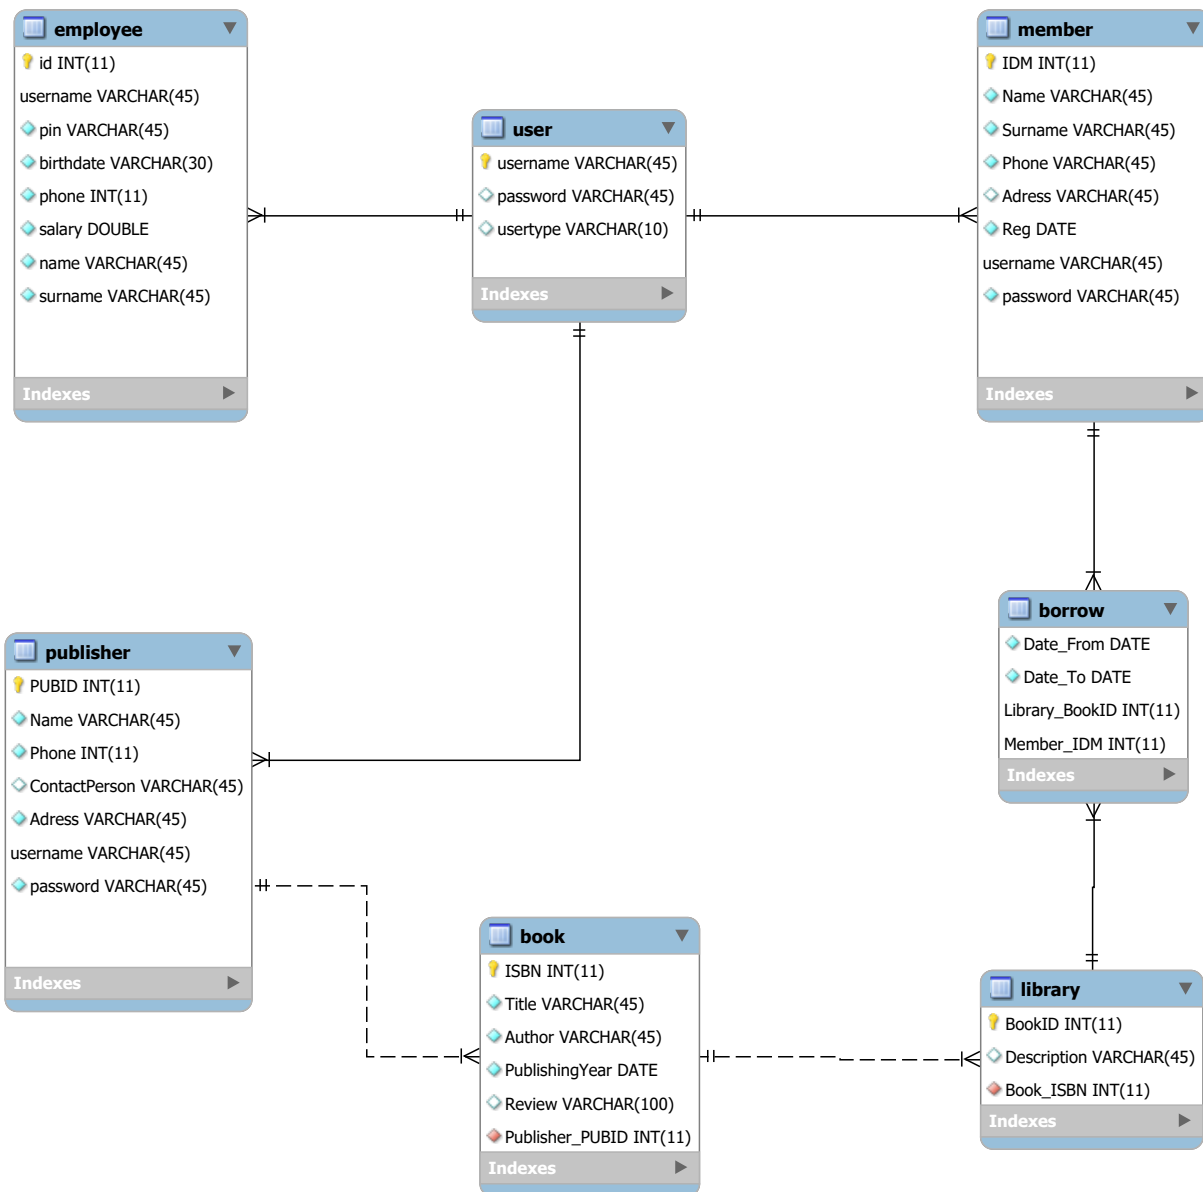 employee
id INT(11)
username VARCHAR(45)
pin VARCHAR(45)
birthdate VARCHAR(30)
phone INT(11)
salary DOUBLE
name VARCHAR(45)
surname VARCHAR(45)
Indexes
user
username VARCHAR(45)
password VARCHAR(45)
usertype VARCHAR(10)
Indexes
member
IDM INT(11)
Name VARCHAR(45)
Surname VARCHAR(45)
Phone VARCHAR(45)
Adress VARCHAR(45)
Reg DATE
username VARCHAR(45)
password VARCHAR(45)
Indexes
publisher
PUBID INT(11)
Name VARCHAR(45)
Phone INT(11)
ContactPerson VARCHAR(45)
Adress VARCHAR(45)
username VARCHAR(45)
password VARCHAR(45)
Indexes
borrow
Date_From DATE
Date_To DATE
Library_BookID INT(11)
Member_IDM INT(11)
Indexes
book
ISBN INT(11)
Title VARCHAR(45)
Author VARCHAR(45)
PublishingYear DATE
Review VARCHAR(100)
Publisher_PUBID INT(11)
Indexes
library
BookID INT(11)
Description VARCHAR(45)
Book_ISBN INT(11)
Indexes